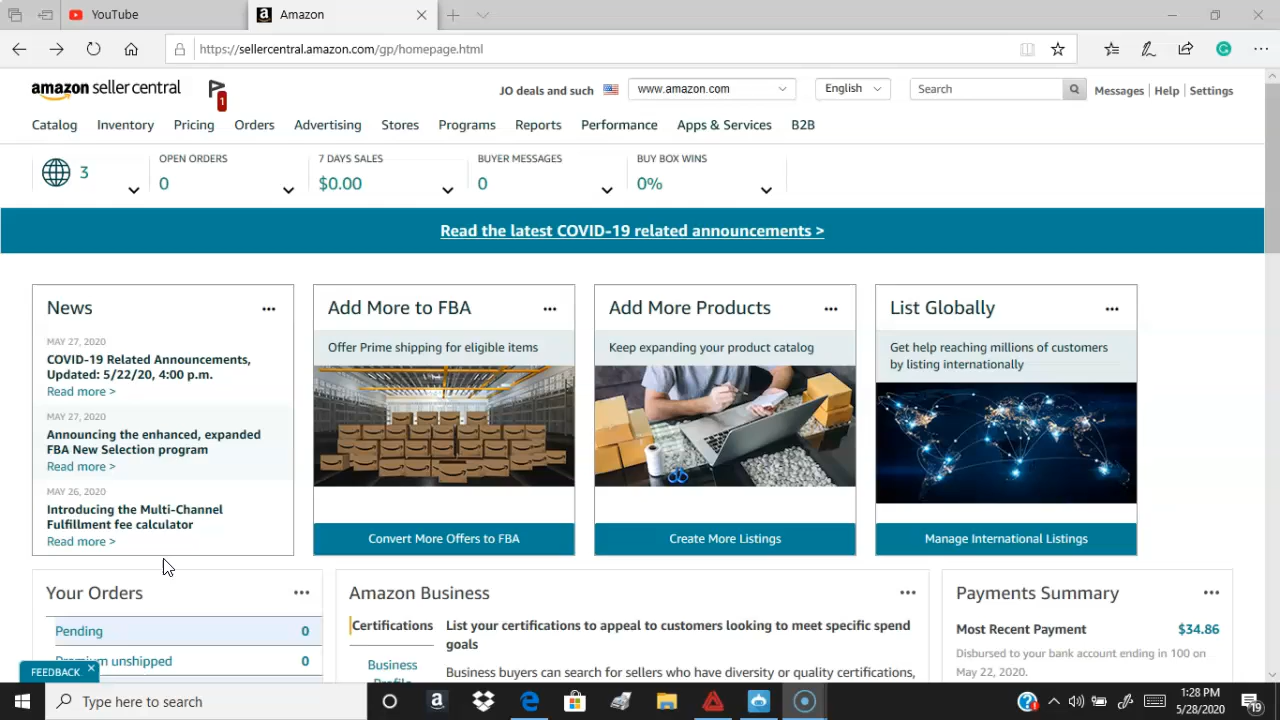 YouTube
Amazon
https://sellercentral.amazon.com/gp/homepage.html
amazon seller central
1
JO deals and such
www.amazon.com
English
Search
Messages | Help | Settings
Catalog Inventory Pricing Orders Advertising Stores Programs Reports Performance Apps & Services B2B
3
OPEN ORDERS
0
7 DAYS SALES
$0.00
BUYER MESSAGES
0
BUY BOX WINS
0%
Read the latest COVID-19 related announcements >
News
MAY 27, 2020
COVID-19 Related Announcements,
Updated: 5/22/20, 4:00 p.m.
Read more >
MAY 27, 2020
Announcing the enhanced, expanded
FBA New Selection program
Read more >
MAY 26, 2020
Introducing the Multi-Channel
Fulfillment fee calculator
Read more >
Add More to FBA
Offer Prime shipping for eligible items
Convert More Offers to FBA
Add More Products
Keep expanding your product catalog
Create More Listings
List Globally
Get help reaching millions of customers
by listing internationally
Manage International Listings
Your Orders
Pending 0
Premium unshipped 0
FEEDBACK
Amazon Business
Certifications
Business
Profile
List your certifications to appeal to customers looking to meet specific spend
goals
Business buyers can search for sellers who have diversity or quality certifications,
Payments Summary
Most Recent Payment $34.86
Disbursed to your bank account ending in 100 on
May 22, 2020.
Type here to search
1:28 PM
5/28/2020
19